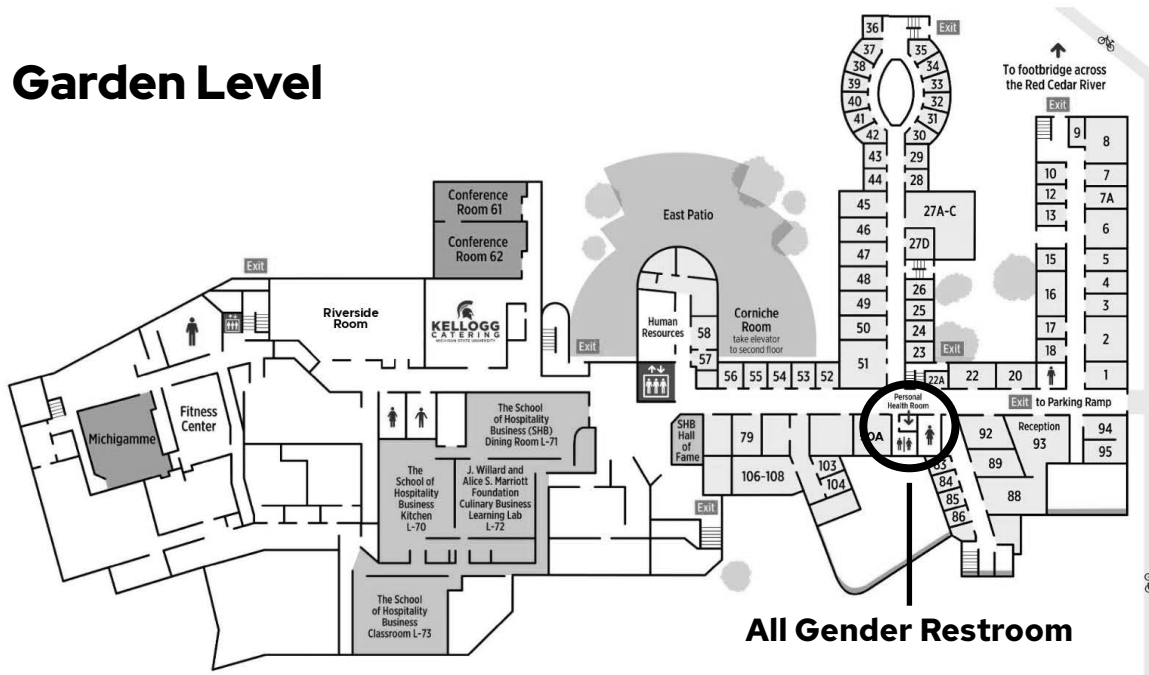 Garden Level
36
Exit
37
35
38
34
39
33
40
32
41
31
42
30
43
29
44
28
45
27A-C
46
27D
47
48
26
49
25
50
24
51
23
Exit
22A
22
20
To footbridge across
the Red Cedar River
Exit
9
8
10
7
12
7A
13
6
15
5
16
4
3
17
2
18
1
Conference
Room 61
Conference
Room 62
East Patio
Exit
Riverside
Room
KELLOGG
CATERING
MICHIGAN STATE UNIVERSITY
Human
Resources
58
57
Corniche
Room
take elevator
to second floor
Exit
56
55
54
53
52
Personal
Health Room
Exit to Parking Ramp
Michigamme
Fitness
Center
The School
of Hospitality
Business (SHB)
Dining Room L-71
SHB
Hall
of
Fame
79
106-108
103
104
92
Reception
93
94
95
89
88
83
84
85
86
The
School of
Hospitality
Business
Kitchen
L-70
J. Willard and
Alice S. Marriott
Foundation
Culinary Business
Learning Lab
L-72
Exit
The School
of Hospitality
Business
Classroom L-73
All Gender Restroom